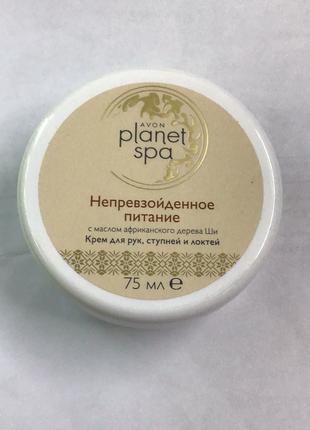 AVON
planet
spa
Непревзойденное
питание
с маслом африканского дерева Ши
Крем для рук, ступней и локтей
75 мл ℮